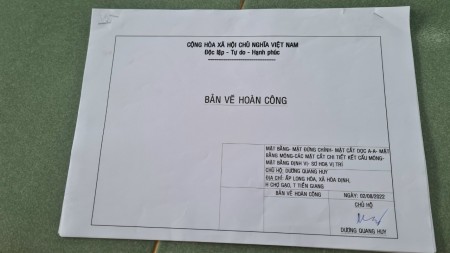 CỘNG HÒA XÃ HỘI CHỦ NGHĨA VIỆT NAM
Độc lập - Tự do - Hạnh phúc
BẢN VẼ HOÀN CÔNG
MẶT BẰNG- MẶT ĐỨNG CHÍNH- MẶT CẮT DỌC A-A- MẶT
BẰNG MÓNG-CÁC MẶT CẮT CHI TIẾT KẾT CẤU MÓNG-
MẶT BẰNG ĐỊNH VỊ- SƠ HOẠ VỊ TRÍ
CHỦ HỘ: DƯƠNG QUANG HUY
ĐỊA CHỈ: ẤP LONG HÒA, XÃ HÒA ĐỊNH,
H CHỢ GẠO, T TIỀN GIANG
BẢN VẼ HOÀN CÔNG
NGÀY: 02/08/2022
CHỦ HỘ
DƯƠNG QUANG HUY